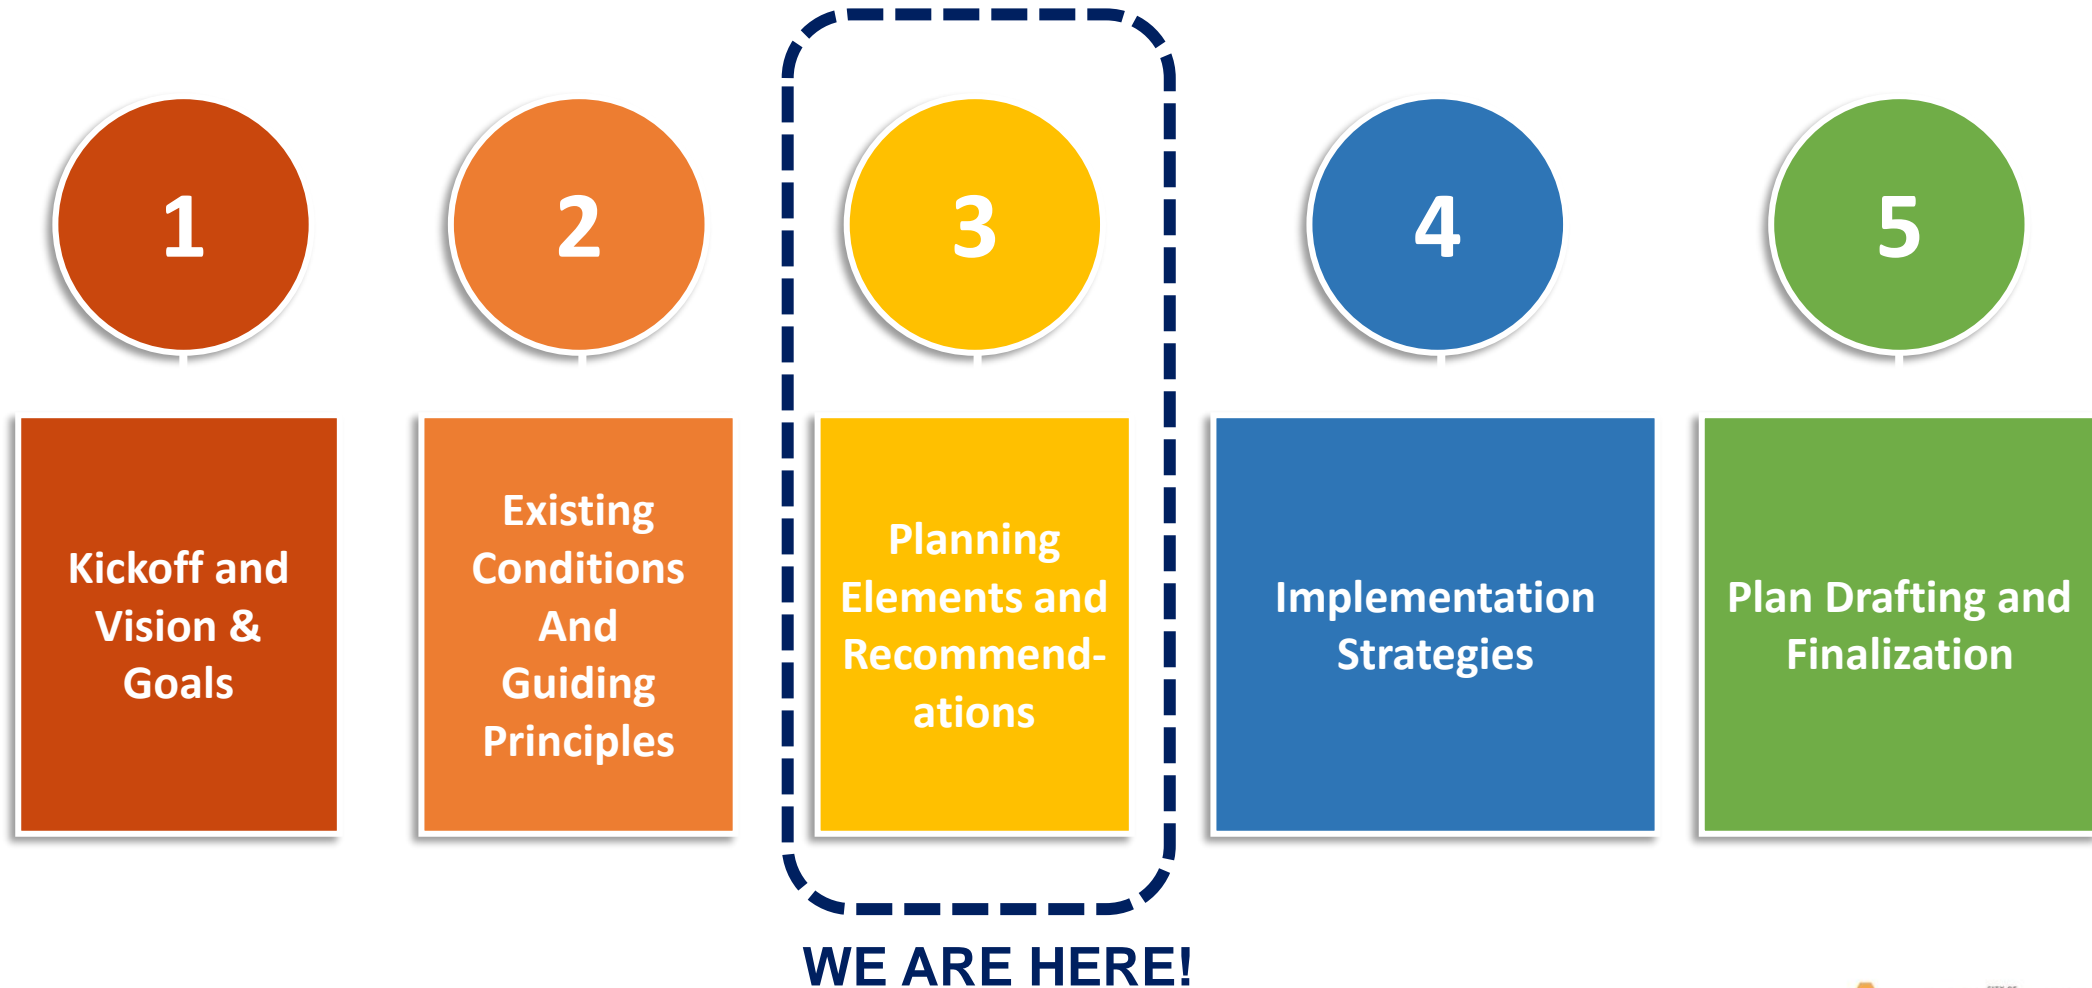 1
2
3
4
5
Kickoff and
Vision &
Goals
Existing
Conditions
And
Guiding
Principles
Planning
Elements and
Recommend-
ations
Implementation
Strategies
Plan Drafting and
Finalization
WE ARE HERE!